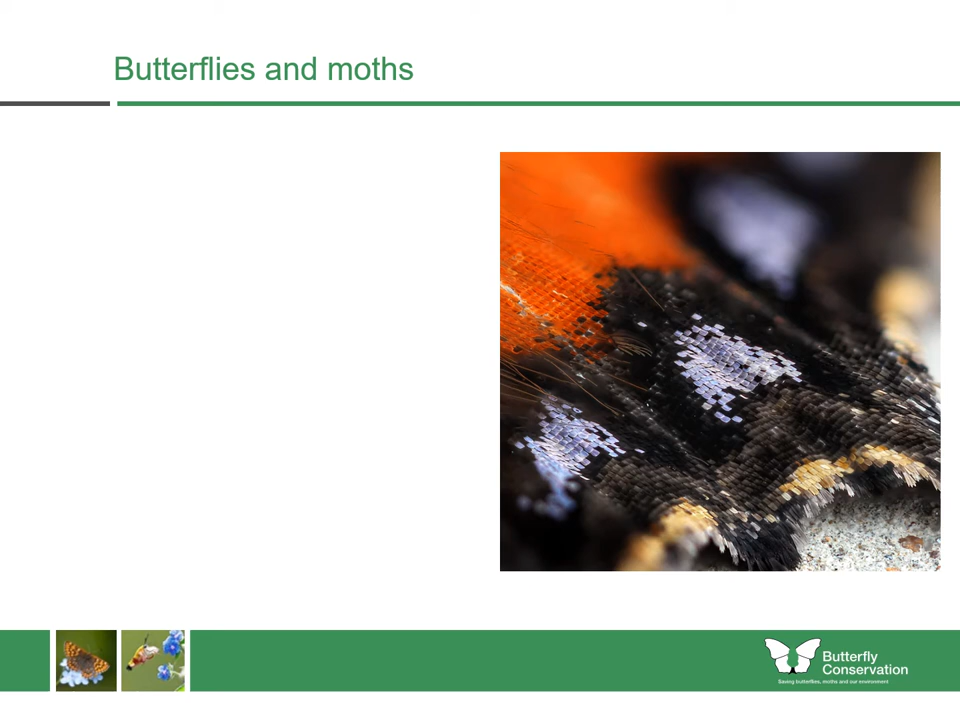 Butterflies and moths
Butterfly
Conservation
Saving butterflies, moths and our environment